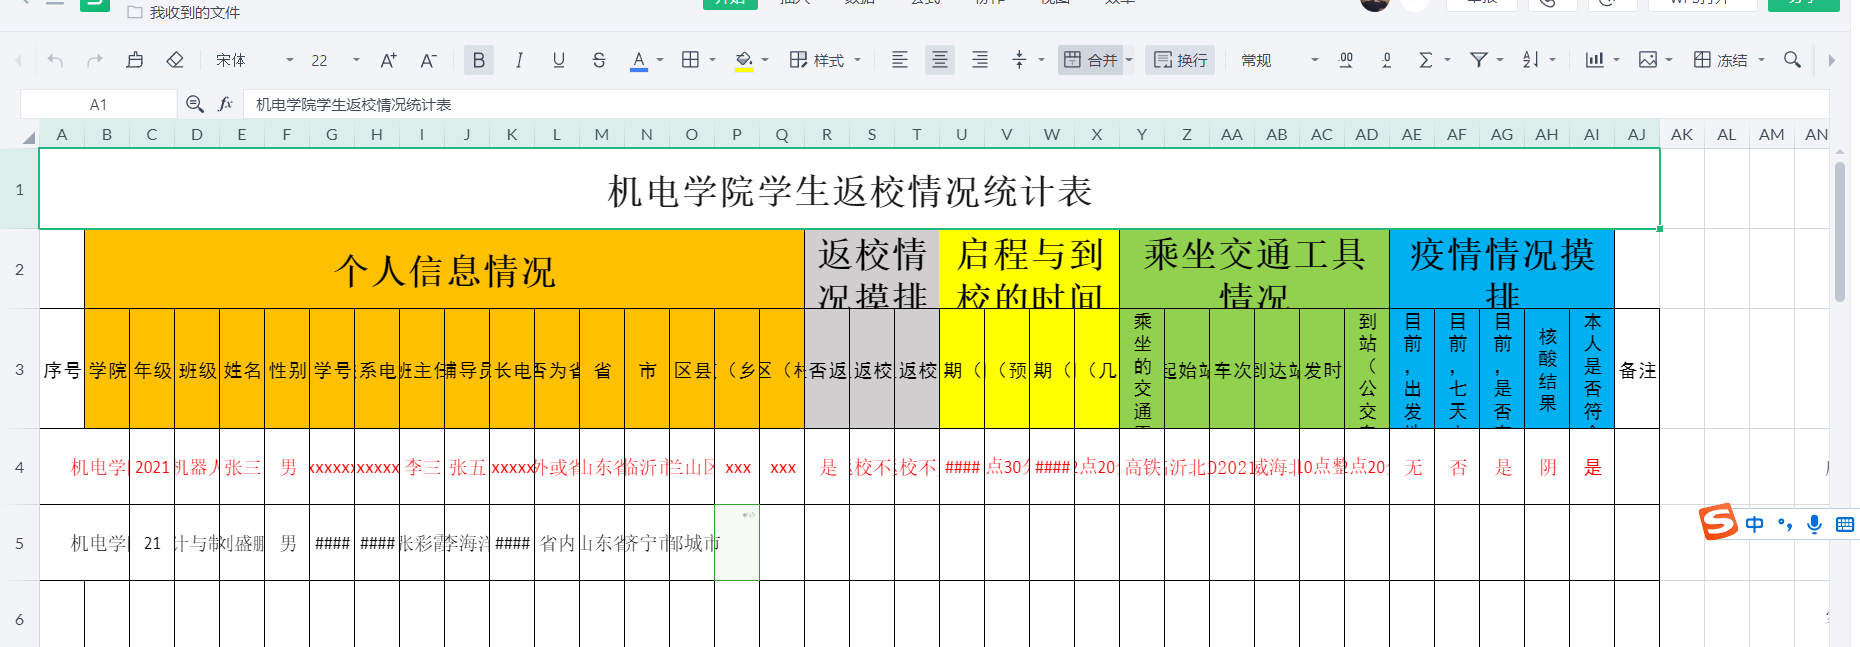 我收到的文件
宋体 22 A+ A- B I U S A 样式 合并 换行 常规 .00 .0 冻结
A1 fx 机电学院学生返校情况统计表
A B C D E F G H I J K L M N O P Q R S T U V W X Y Z AA AB AC AD AE AF AG AH AI AJ AK AL AM AN
1 机电学院学生返校情况统计表
2 个人信息情况 返校情况摸排 启程与到校的时间 乘坐交通工具情况 疫情情况摸排
3 序号 学院 年级 班级 姓名 性别 学号 系电 班主任 辅导员 长电 否为省 省 市 区县 （乡 区（村 否返 返校 返校 期（ （预 期（ （几 乘坐的交通 起始站 车次 到达站 发时 到站（公交 目前，出发 目前，七天 目前，是否 核酸结果 本人是否符 备注
4 机电学 2021 机器人 张三 男 xxxxx xxxxx 李三 张五 xxxxx 外或省 山东省 临沂市 兰山区 xxx xxx 是 校不 校不 #### 点30分 #### 点20 高铁 沂北 D2021 威海北 10点整 点20 无 否 是 阴 是
5 机电学 21 计与制 刘盛鹏 男 #### #### 张彩霞 李海洋 #### 省内 山东省 济宁市 邹城市
6
中